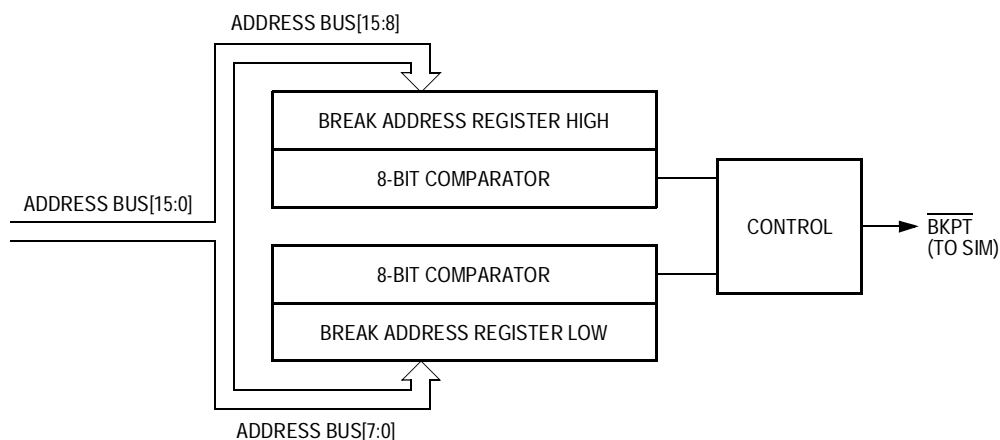 ADDRESS BUS[15:8]
BREAK ADDRESS REGISTER HIGH
8-BIT COMPARATOR
ADDRESS BUS[15:0]
CONTROL
BKPT
(TO SIM)
8-BIT COMPARATOR
BREAK ADDRESS REGISTER LOW
ADDRESS BUS[7:0]